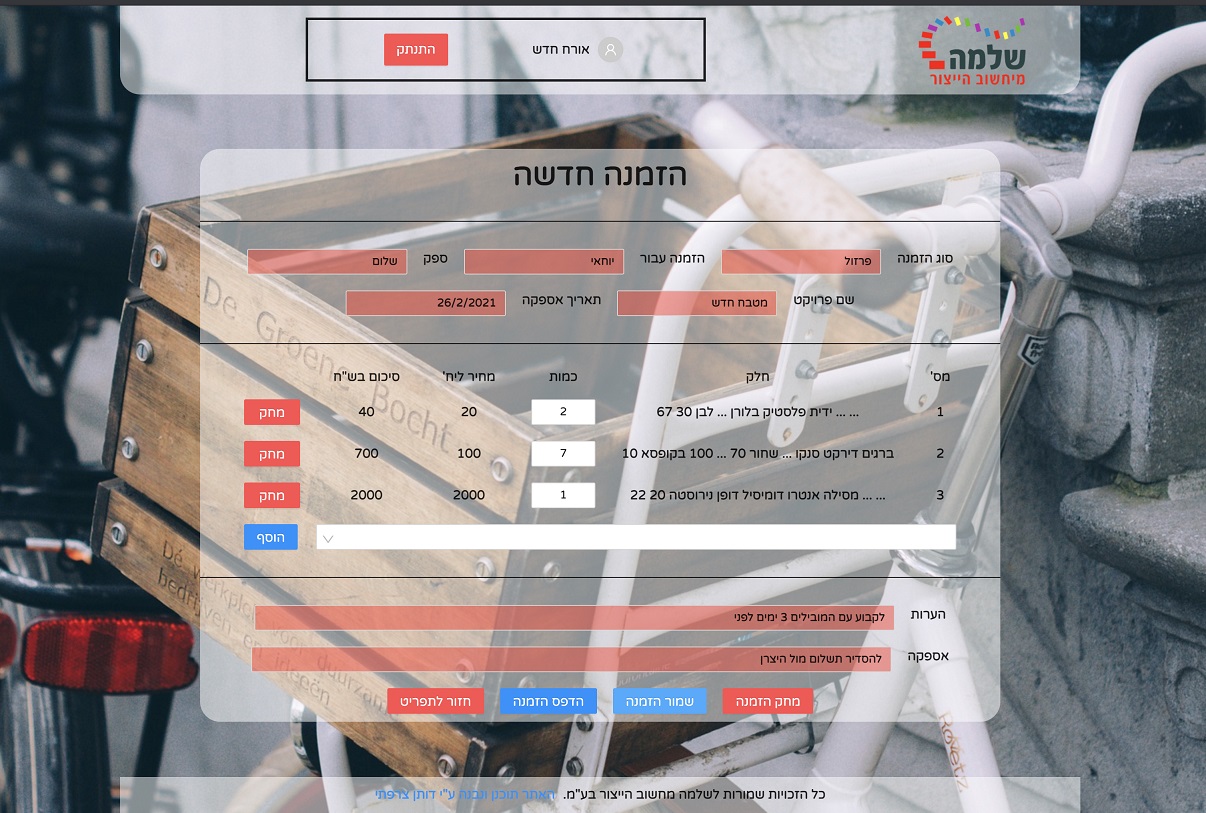 שלמה
מיחשוב הייצור
אורח חדש
התנתק
הזמנה חדשה
סוג הזמנה פרזול הזמנה עבור יוחאי ספק שלום
שם פרויקט מטבח חדש תאריך אספקה 26/2/2021
מס' חלק כמות מחיר ליח' סיכום בש"ח
1 ... ... ידית פלסטיק בלורן ... לבן 30 67 2 20 40 מחק
2 ברגים דירקט סנקו ... שחור 70 ... 100 בקופסא 10 7 100 700 מחק
3 ... ... מסילה אנטרו דומיסיל דופן נירוסטה 20 22 1 2000 2000 מחק
הוסף
הערות לקבוע עם המובילים 3 ימים לפני
אספקה להסדיר תשלום מול היצרן
מחק הזמנה שמור הזמנה הדפס הזמנה חזור לתפריט
כל הזכויות שמורות לשלמה מחשוב הייצור בע"מ. האתר תוכנן ונבנה ע"י דותן צרפתי
De Groene Bocht
De werkplaats voor duurzame
bedrijven en ideeën